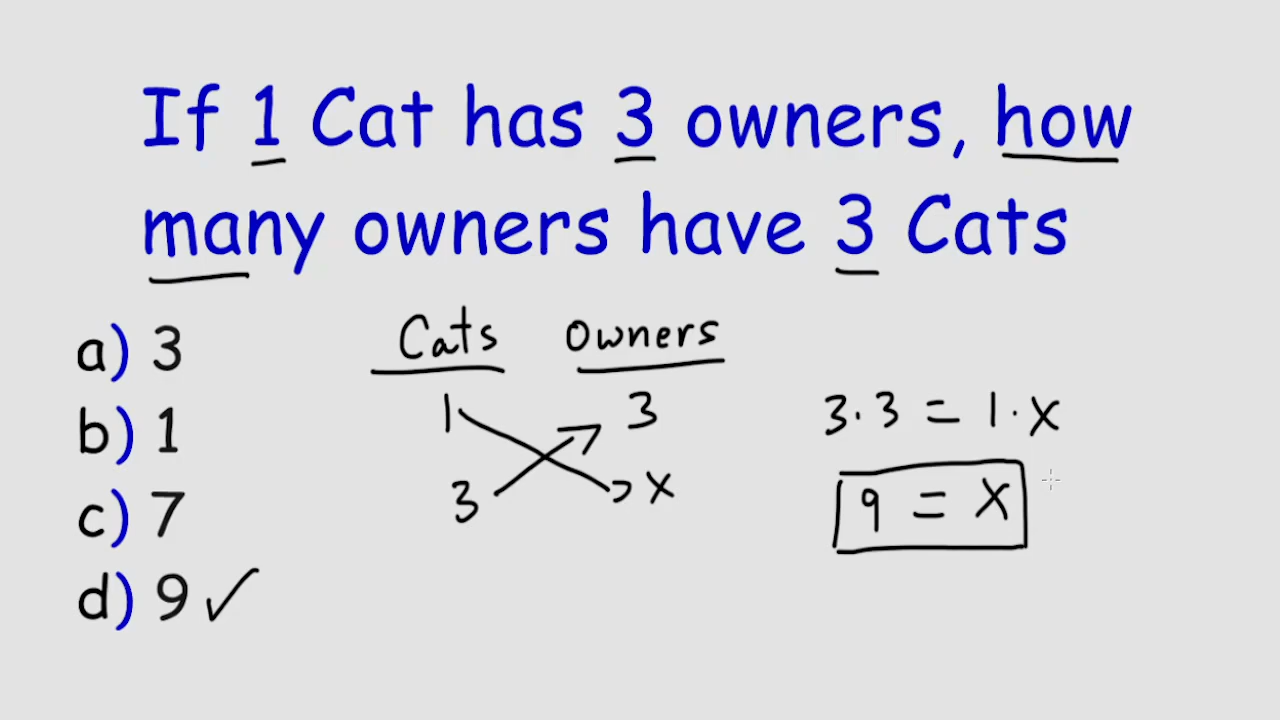 If 1 Cat has 3 owners, how
many owners have 3 Cats
a) 3
b) 1
c) 7
d) 9 ✓
Cats Owners
1 3
3 x
3 · 3 = 1 · x
9 = x